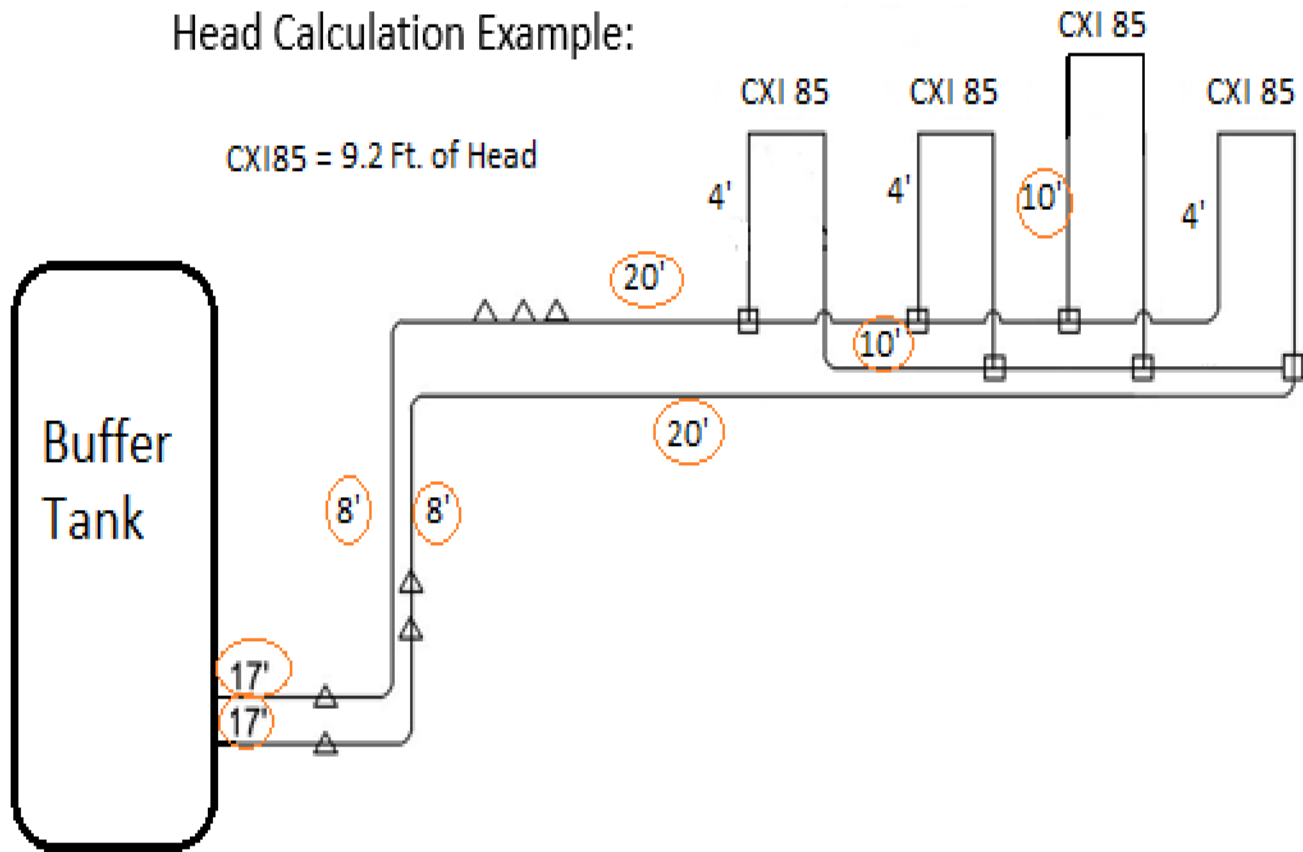 Head Calculation Example:
CXI 85
CXI 85
CXI 85
CXI 85
CXI85 = 9.2 Ft. of Head
4'
4'
10'
4'
20'
10'
20'
Buffer
Tank
8'
8'
17'
17'